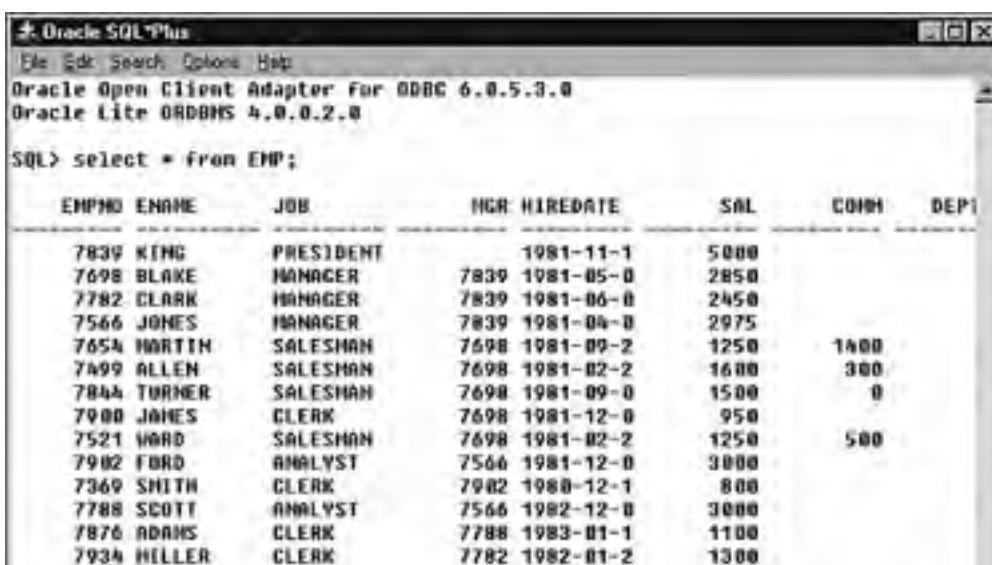 Oracle SQL*Plus
File Edit Search Options Help
Oracle Open Client Adapter for ODBC 6.0.5.3.0
Oracle Lite ORDBMS 4.0.0.2.0
SQL> select * from EMP;
EMPNO ENAME JOB MGR HIREDATE SAL COMM DEPT
7839 KING PRESIDENT 1981-11-1 5000
7698 BLAKE MANAGER 7839 1981-05-0 2850
7782 CLARK MANAGER 7839 1981-06-0 2450
7566 JONES MANAGER 7839 1981-04-0 2975
7654 MARTIN SALESMAN 7698 1981-09-2 1250 1400
7499 ALLEN SALESMAN 7698 1981-02-2 1600 300
7844 TURNER SALESMAN 7698 1981-09-0 1500 0
7900 JAMES CLERK 7698 1981-12-0 950
7521 WARD SALESMAN 7698 1981-02-2 1250 500
7902 FORD ANALYST 7566 1981-12-0 3000
7369 SMITH CLERK 7902 1980-12-1 800
7788 SCOTT ANALYST 7566 1982-12-0 3000
7876 ADAMS CLERK 7788 1983-01-1 1100
7934 MILLER CLERK 7782 1982-01-2 1300